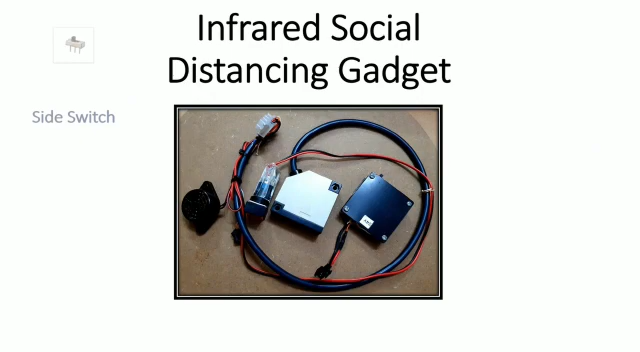 Infrared Social
Distancing Gadget
Side Switch